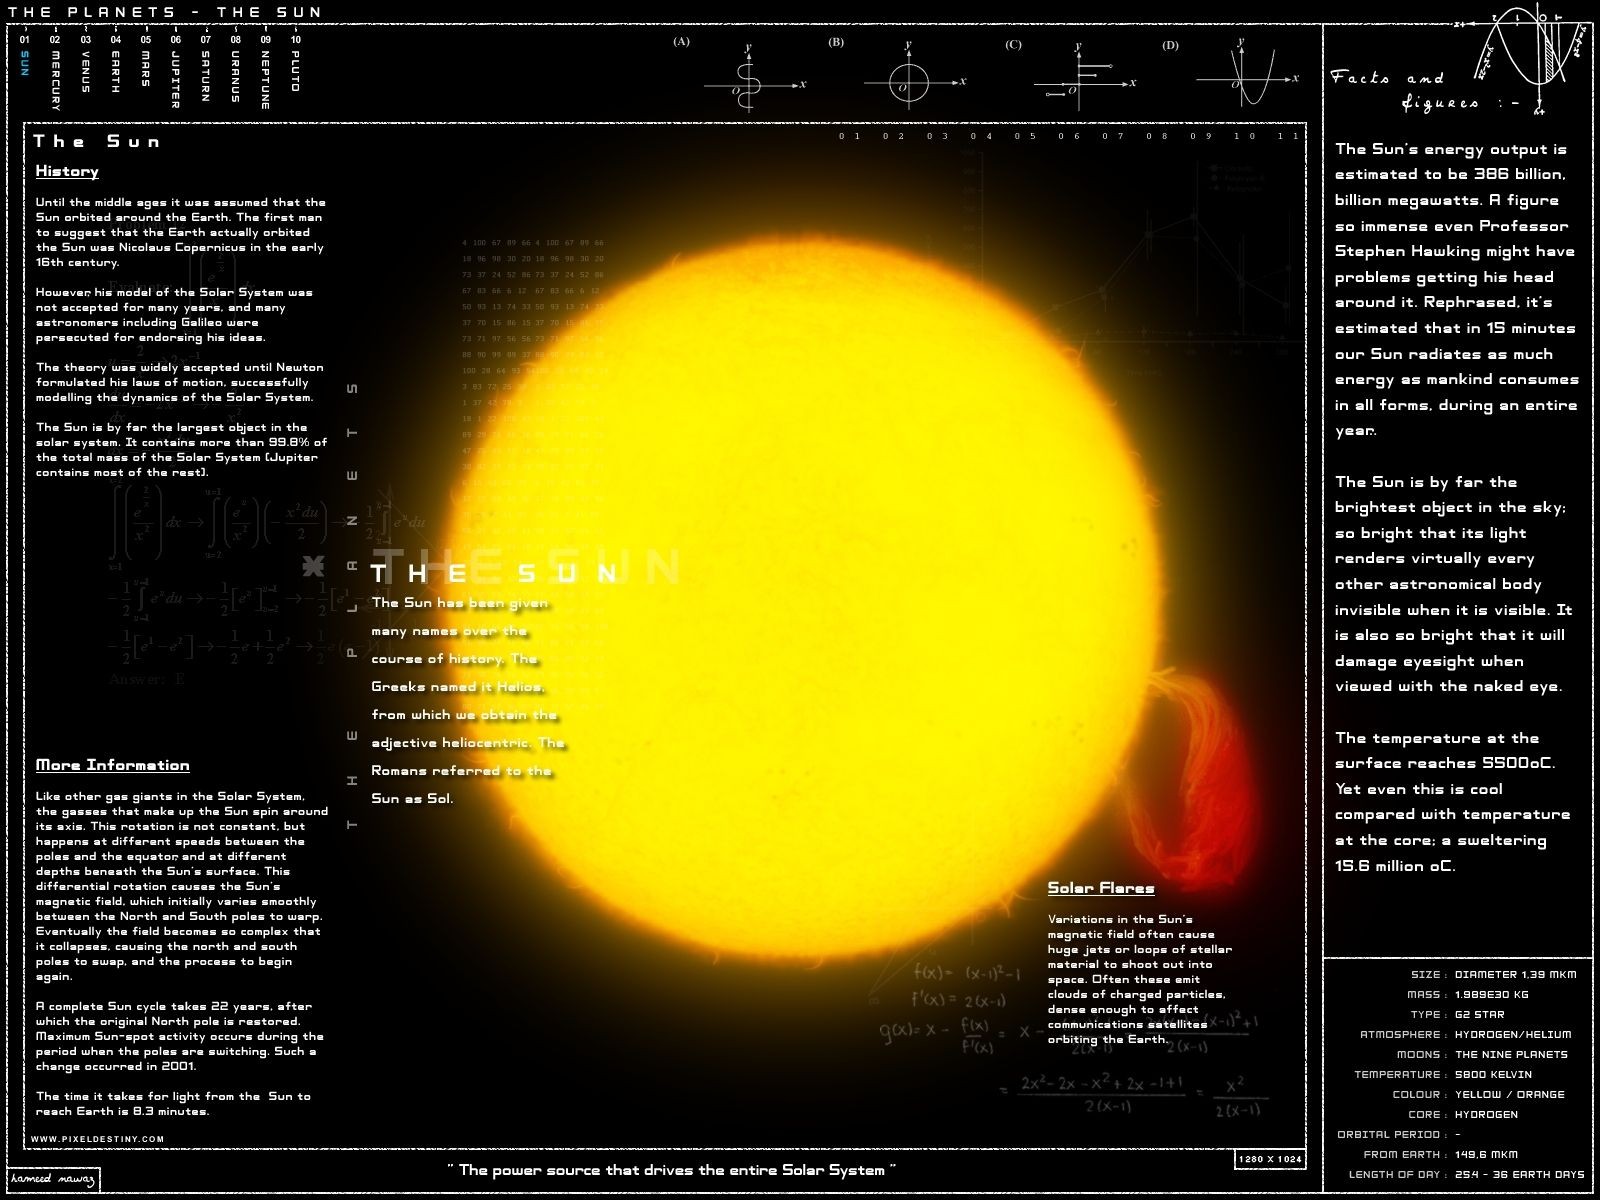 THE PLANETS - THE SUN
01 02 03 04 05 06 07 08 09 10
SUN
MERCURY
VENUS
EARTH
MARS
JUPITER
SATURN
URANUS
NEPTUNE
PLUTO
(A) (B) (C) (D)
y y y y
O x O x O x O x
Facts and
figures :-
The Sun
01 02 03 04 05 06 07 08 09 10 11
History
Until the middle ages it was assumed that the
Sun orbited around the Earth. The first man
to suggest that the Earth actually orbited
the Sun was Nicolaus Copernicus in the early
16th century.
However, his model of the Solar System was
not accepted for many years, and many
astronomers including Galileo were
persecuted for endorsing his ideas.
The theory was widely accepted until Newton
formulated his laws of motion, successfully
modelling the dynamics of the Solar System.
The Sun is by far the largest object in the
solar system. It contains more than 99.8% of
the total mass of the Solar System (Jupiter
contains most of the rest).
THE PLANETS
THE SUN
THE SUN
The Sun has been given
many names over the
course of history. The
Greeks named it Helios,
from which we obtain the
adjective heliocentric. The
Romans referred to the
Sun as Sol.
Answer: E
More Information
Like other gas giants in the Solar System,
the gasses that make up the Sun spin around
its axis. This rotation is not constant, but
happens at different speeds between the
poles and the equator, and at different
depths beneath the Sun's surface. This
differential rotation causes the Sun's
magnetic field, which initially varies smoothly
between the North and South poles to warp.
Eventually the field becomes so complex that
it collapses, causing the north and south
poles to swap, and the process to begin
again.
A complete Sun cycle takes 22 years, after
which the original North pole is restored.
Maximum Sun-spot activity occurs during the
period when the poles are switching. Such a
change occurred in 2001.
The time it takes for light from the Sun to
reach Earth is 8.3 minutes.
WWW.PIXELDESTINY.COM
Solar Flares
Variations in the Sun's
magnetic field often cause
huge jets or loops of stellar
material to shoot out into
space. Often these emit
clouds of charged particles,
dense enough to affect
communications satellites
orbiting the Earth.
f(x) = (x-1)²-1
f'(x) = 2(x-1)
The Sun's energy output is
estimated to be 386 billion,
billion megawatts. A figure
so immense even Professor
Stephen Hawking might have
problems getting his head
around it. Rephrased, it's
estimated that in 15 minutes
our Sun radiates as much
energy as mankind consumes
in all forms, during an entire
year.
The Sun is by far the
brightest object in the sky;
so bright that its light
renders virtually every
other astronomical body
invisible when it is visible. It
is also so bright that it will
damage eyesight when
viewed with the naked eye.
The temperature at the
surface reaches 5500oC.
Yet even this is cool
compared with temperature
at the core; a sweltering
15.6 million oC.
SIZE : DIAMETER 1,39 MKM
MASS : 1.989E30 KG
TYPE : G2 STAR
ATMOSPHERE : HYDROGEN/HELIUM
MOONS : THE NINE PLANETS
TEMPERATURE : 5800 KELVIN
COLOUR : YELLOW / ORANGE
CORE : HYDROGEN
ORBITAL PERIOD : -
FROM EARTH : 149,6 MKM
LENGTH OF DAY : 25.4 - 36 EARTH DAYS
1280 X 1024
" The power source that drives the entire Solar System "
hameed nawaz